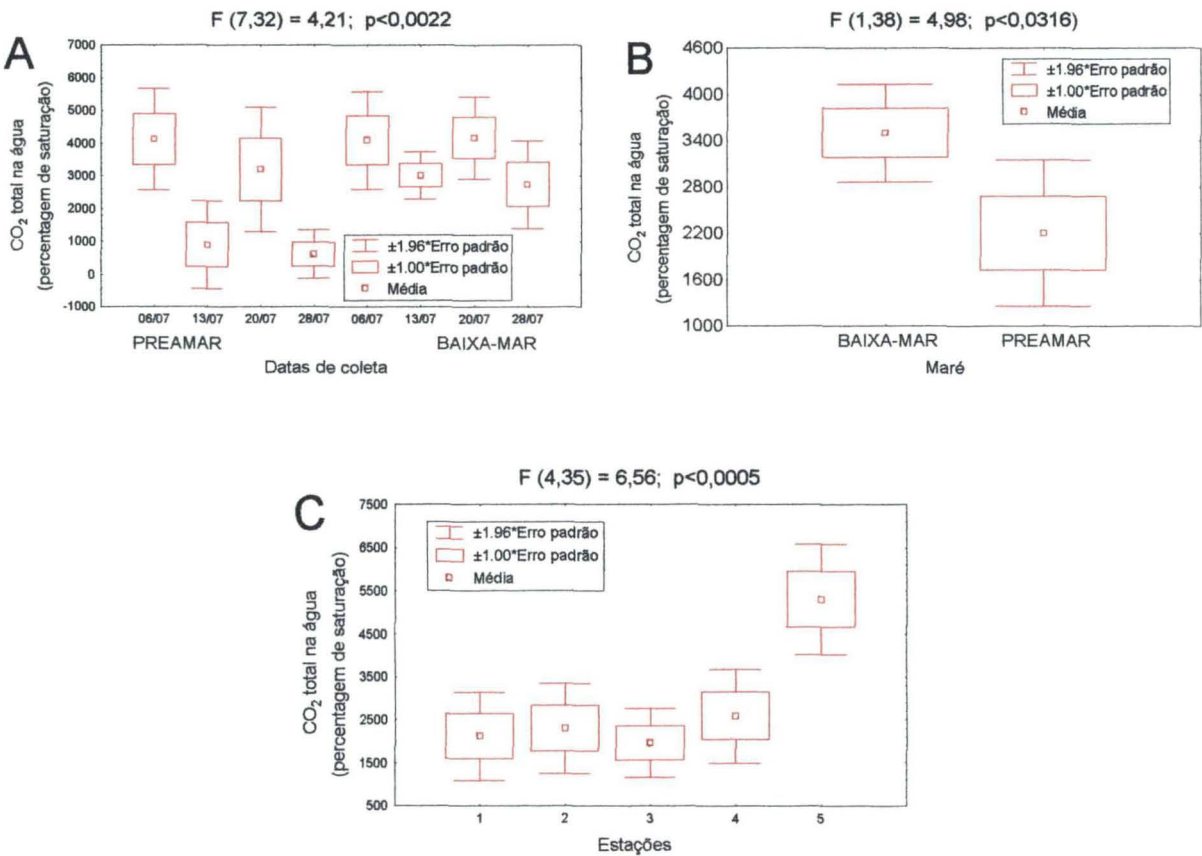 A
F (7,32) = 4,21; p<0,0022
CO2 total na água
(percentagem de saturação)
7000
6000
5000
4000
3000
2000
1000
0
-1000
±1.96*Erro padrão
±1.00*Erro padrão
Média
06/07 13/07 20/07 28/07 06/07 13/07 20/07 28/07
PREAMAR BAIXA-MAR
Datas de coleta
B
F (1,38) = 4,98; p<0,0316)
CO2 total na água
(percentagem de saturação)
4600
4000
3400
2800
2200
1600
1000
±1.96*Erro padrão
±1.00*Erro padrão
Média
BAIXA-MAR PREAMAR
Maré
C
F (4,35) = 6,56; p<0,0005
CO2 total na água
(percentagem de saturação)
7500
6500
5500
4500
3500
2500
1500
500
±1.96*Erro padrão
±1.00*Erro padrão
Média
1 2 3 4 5
Estações